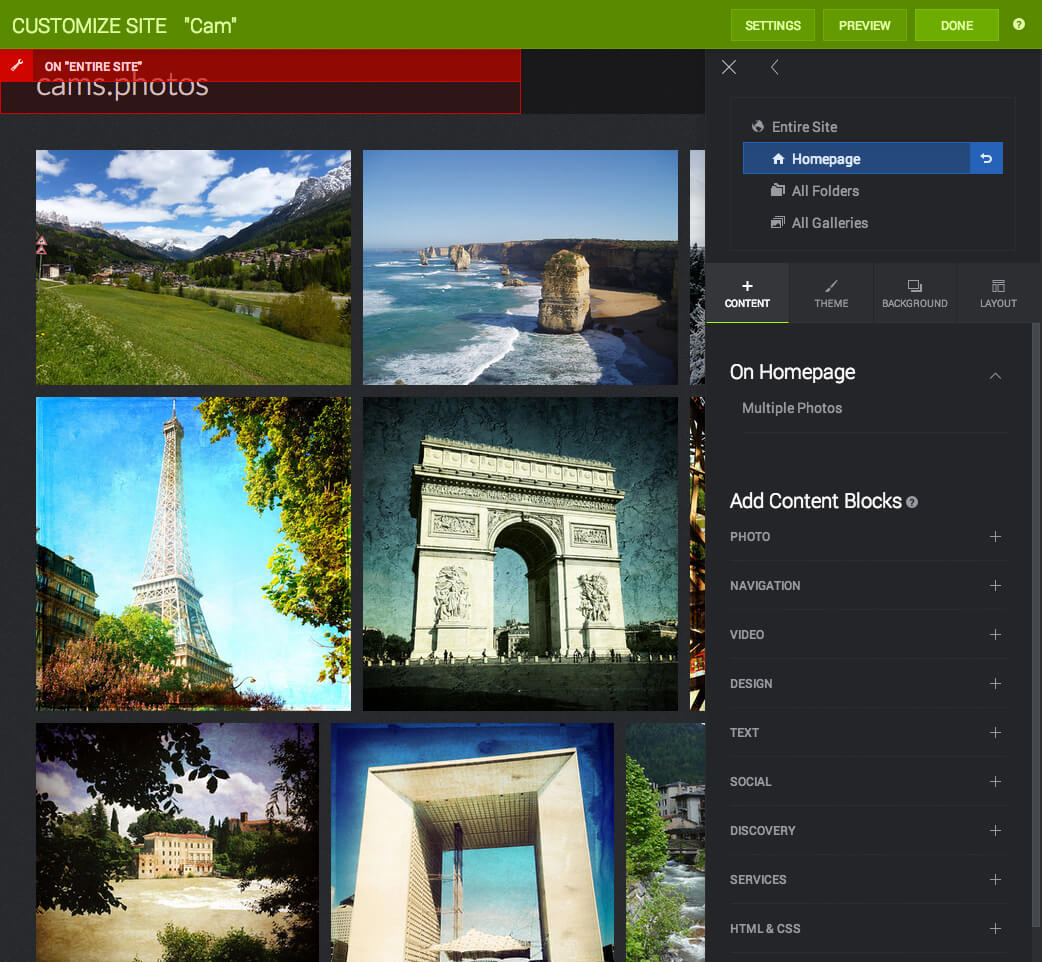 CUSTOMIZE SITE "Cam"
SETTINGS
PREVIEW
DONE
?
ON "ENTIRE SITE"
cams.photos
Entire Site
Homepage
All Folders
All Galleries
CONTENT
THEME
BACKGROUND
LAYOUT
On Homepage
Multiple Photos
Add Content Blocks ?
PHOTO
NAVIGATION
VIDEO
DESIGN
TEXT
SOCIAL
DISCOVERY
SERVICES
HTML & CSS